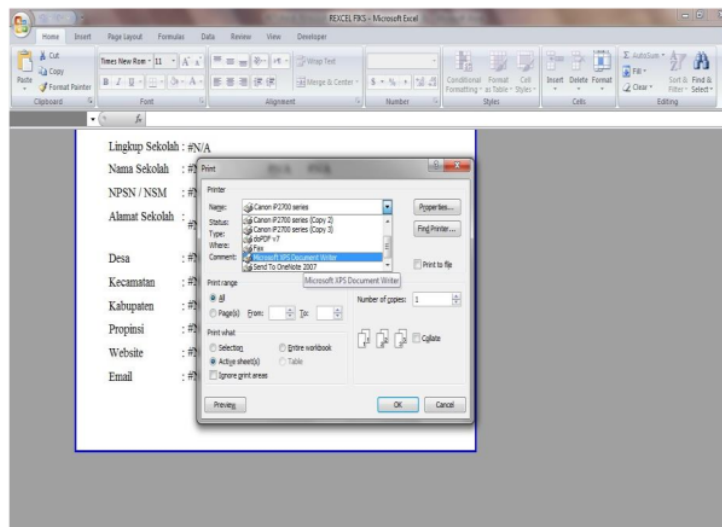 REXCEL FIKS - Microsoft Excel
Home Insert Page Layout Formulas Data Review View Developer
Paste
Cut
Copy
Format Painter
Clipboard
Times New Rom 11
B I U
Font
Wrap Text
Merge & Center
Alignment
$ % ,
Number
Conditional Formatting
Format as Table
Cell Styles
Styles
Insert Delete Format
Cells
AutoSum
Fill
Clear
Sort & Filter
Find & Select
Editing
fx
Lingkup Sekolah : #N/A
Nama Sekolah : #N
NPSN / NSM : #N
Alamat Sekolah : #N
Desa : #N
Kecamatan : #N
Kabupaten : #N
Propinsi : #N
Website : #N
Email : #N
Print
Printer
Name: Canon iP2700 series
Properties...
Status: Canon iP2700 series (Copy 2)
Type: Canon iP2700 series (Copy 3)
Find Printer...
doPDF v7
Where: Fax
Comment: Microsoft XPS Document Writer
Print to file
Send To OneNote 2007
Microsoft XPS Document Writer
Print range
All
Page(s) From: To:
Number of copies: 1
Collate
Print what
Selection Entire workbook
Active sheet(s) Table
Ignore print areas
Preview OK Cancel